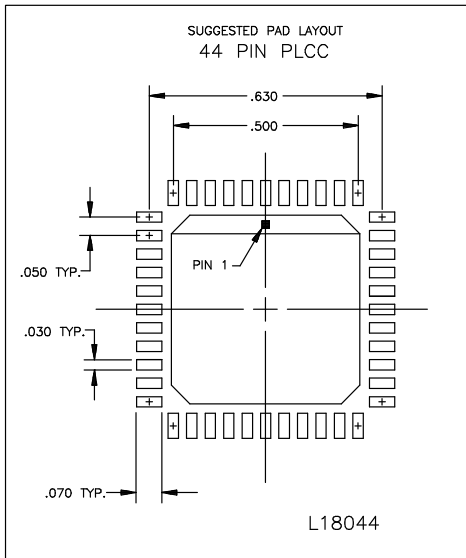 SUGGESTED PAD LAYOUT
44 PIN PLCC
.630
.500
PIN 1
.050 TYP.
.030 TYP.
.070 TYP.
L18044